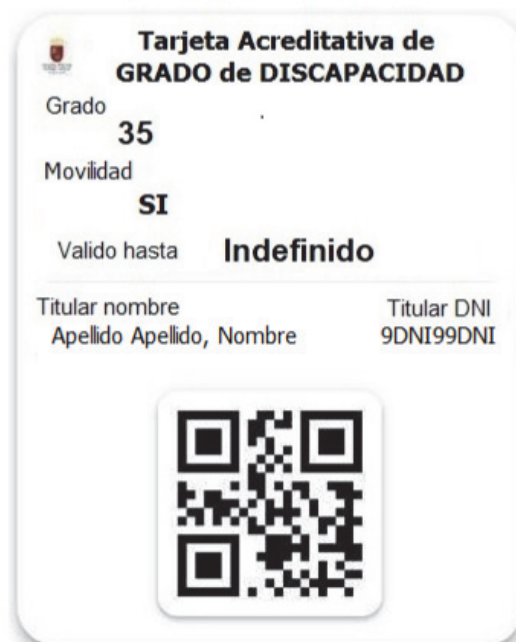 Tarjeta Acreditativa de
GRADO de DISCAPACIDAD
Grado
35
Movilidad
SI
Valido hasta Indefinido
Titular nombre Titular DNI
Apellido Apellido, Nombre 9DNI99DNI